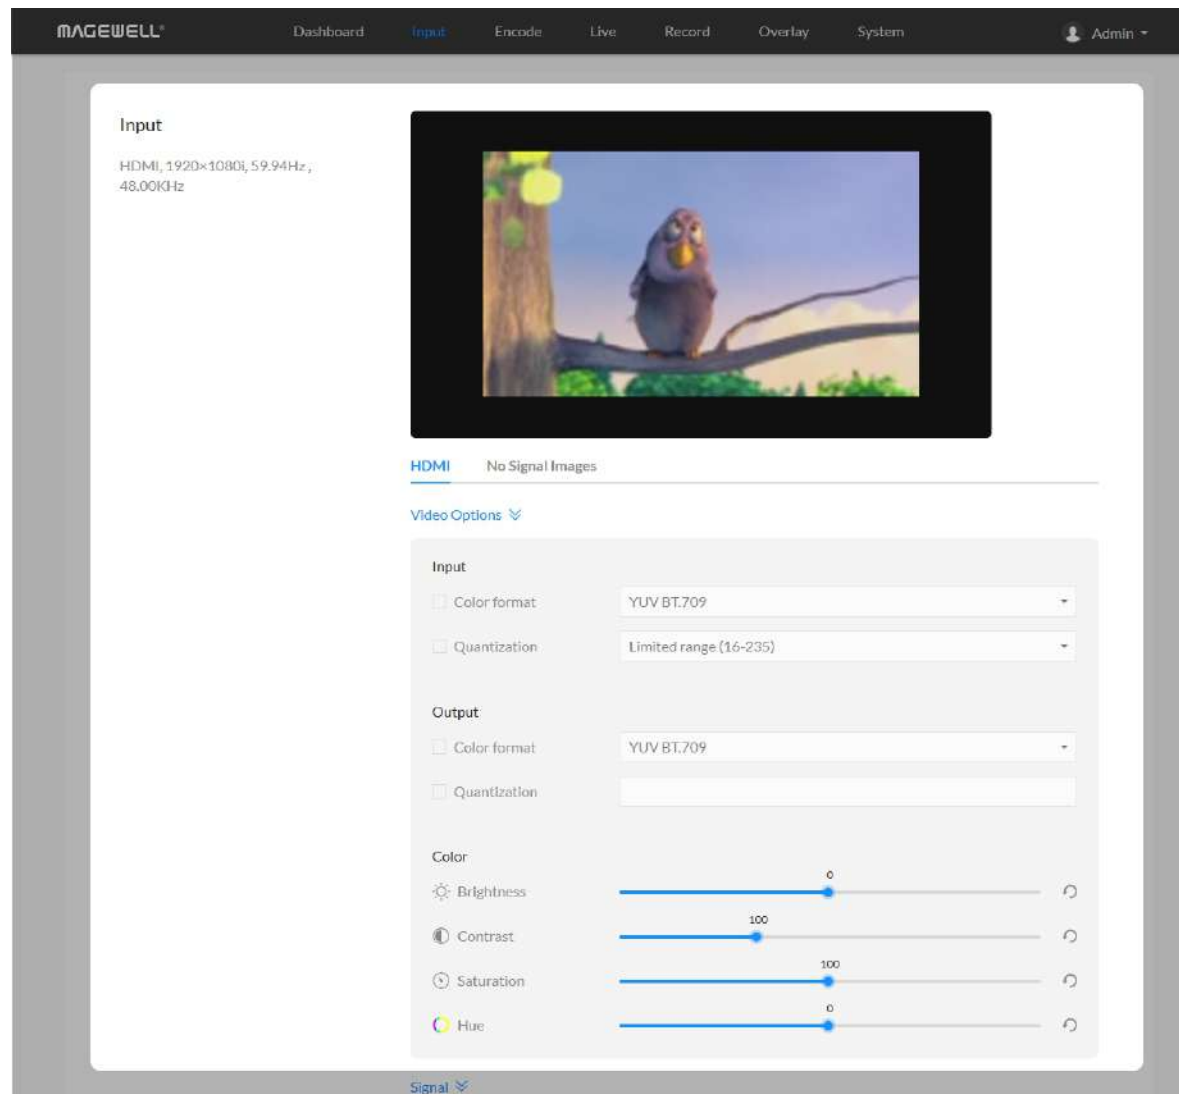 MAGEWELL® Dashboard Input Encode Live Record Overlay System Admin
Input
HDMI, 1920×1080i, 59.94Hz ,
48.00KHz
HDMI No Signal Images
Video Options
Input
Color format YUV BT.709
Quantization Limited range (16-235)
Output
Color format YUV BT.709
Quantization
Color
0
Brightness
100
Contrast
100
Saturation
0
Hue
Signal